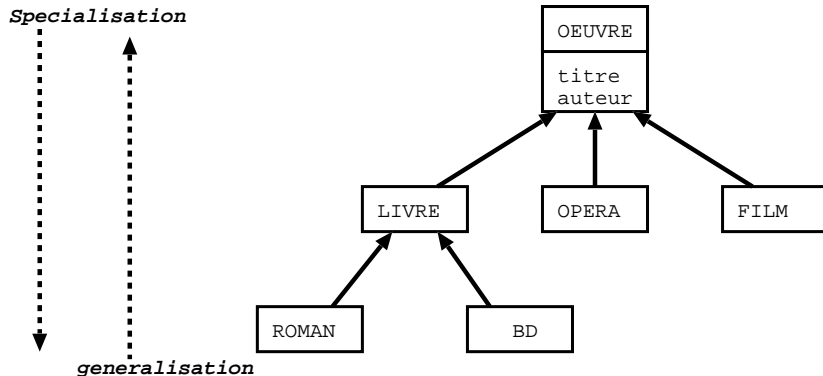 Specialisation
OEUVRE
titre
auteur
LIVRE
OPERA
FILM
ROMAN
BD
generalisation